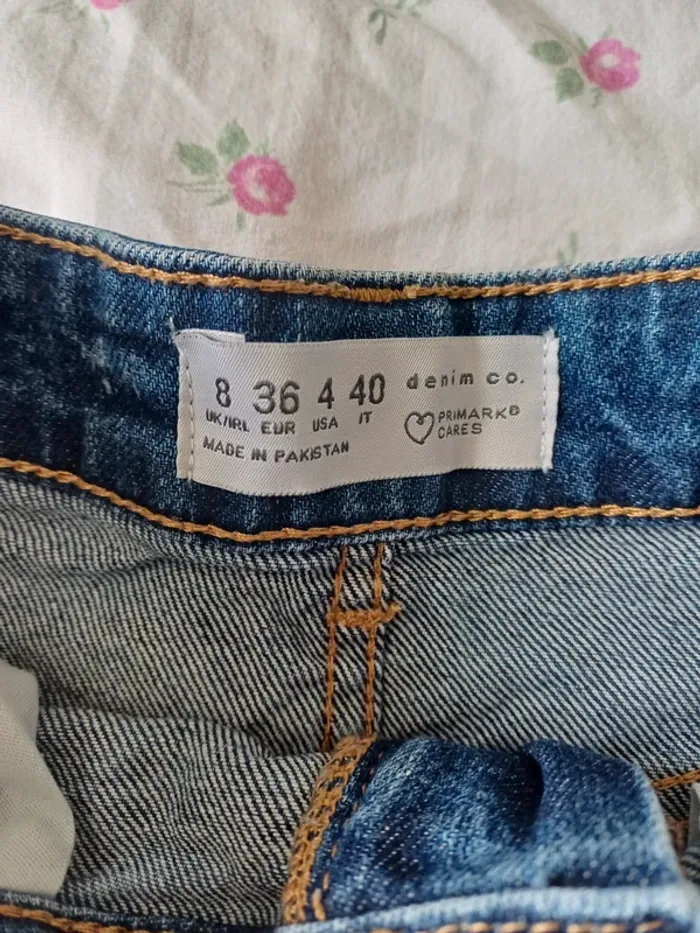 8 36 4 40
UK/IRL EUR USA IT
MADE IN PAKISTAN
denim co.
PRIMARK®
CARES